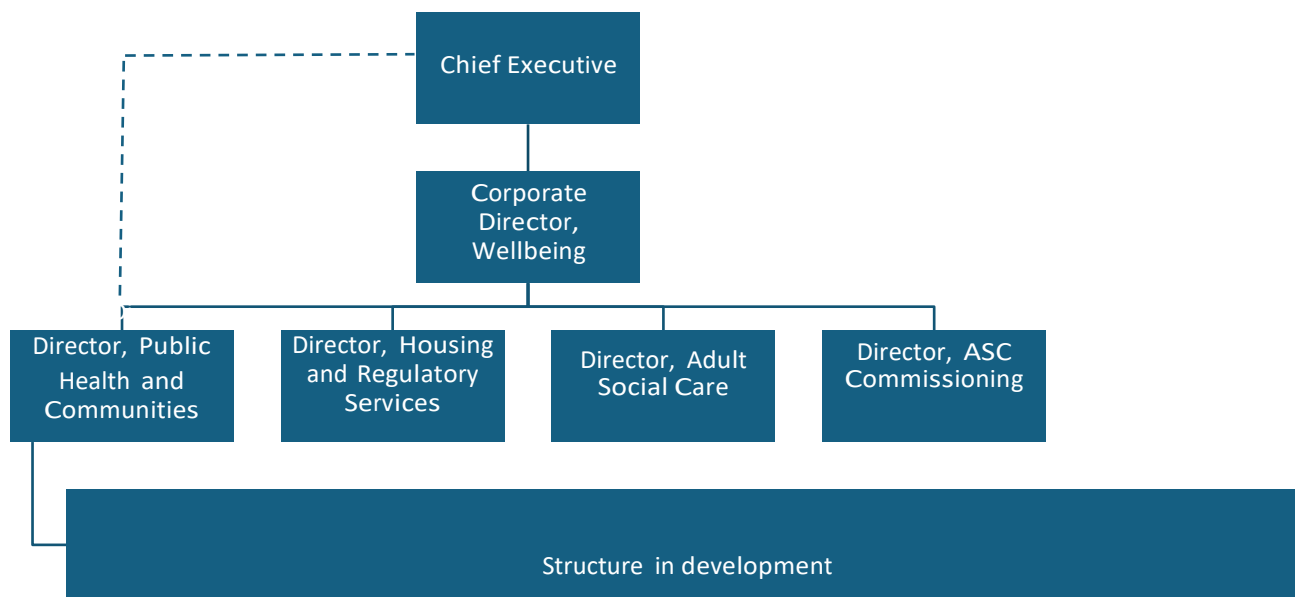 Chief Executive
Corporate
Director,
Wellbeing
Director, Public
Health and
Communities
Director, Housing
and Regulatory
Services
Director, Adult
Social Care
Director, ASC
Commissioning
Structure in development